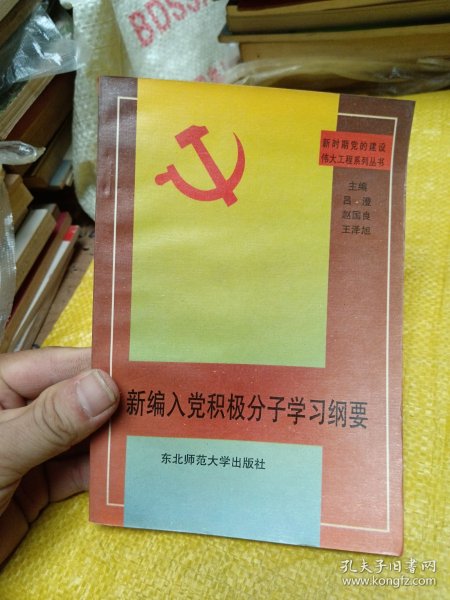 BDSS
新时期党的建设
伟大工程系列丛书
主编
吕澄
赵国良
王泽旭
新编入党积极分子学习纲要
东北师范大学出版社
孔夫子旧书网
www.kongfz.com